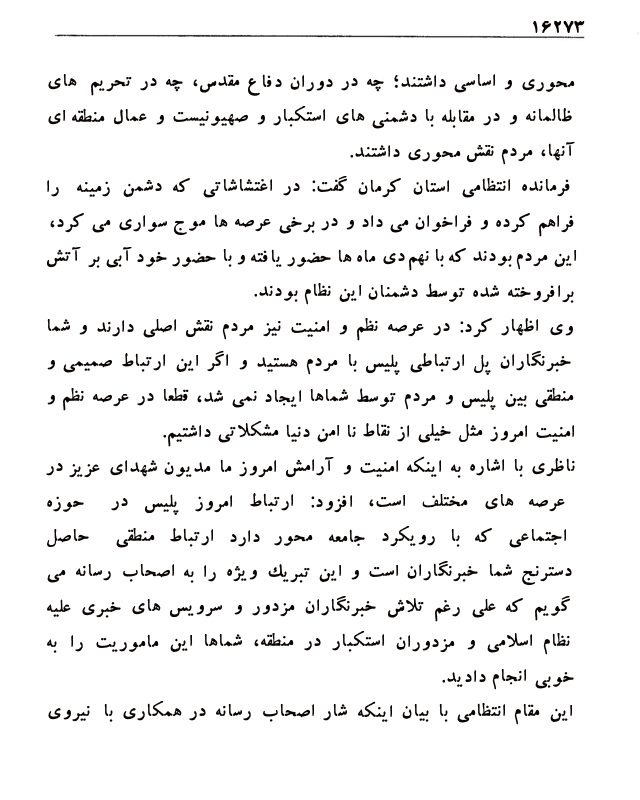 ۱۶۲۷۳
محوری و اساسی داشتند؛ چه در دوران دفاع مقدس، چه در تحریم های
ظالمانه و در مقابله با دشمنی های استکبار و صهیونیست و عمال منطقه ای
آنها، مردم نقش محوری داشتند.
فرمانده انتظامی استان کرمان گفت: در اغتشاشاتی که دشمن زمینه را
فراهم کرده و فراخوان می داد و در برخی عرصه ها موج سواری می کرد،
این مردم بودند که با نهم دی ماه ها حضور یافته و با حضور خود آبی بر آتش
برافروخته شده توسط دشمنان این نظام بودند.
وی اظهار کرد: در عرصه نظم و امنیت نیز مردم نقش اصلی دارند و شما
خبرنگاران پل ارتباطی پلیس با مردم هستید و اگر این ارتباط صمیمی و
منطقی بین پلیس و مردم توسط شماها ایجاد نمی شد، قطعا در عرصه نظم و
امنیت امروز مثل خیلی از نقاط نا امن دنیا مشکلاتی داشتیم.
ناظری با اشاره به اینکه امنیت و آرامش امروز ما مدیون شهدای عزیز در
عرصه های مختلف است، افزود: ارتباط امروز پلیس در حوزه
اجتماعی که با رویکرد جامعه محور دارد ارتباط منطقی حاصل
دسترنج شما خبرنگاران است و این تبریك ویژه را به اصحاب رسانه می
گویم که علی رغم تلاش خبرنگاران مزدور و سرویس های خبری علیه
نظام اسلامی و مزدوران استکبار در منطقه، شماها این ماموریت را به
خوبی انجام دادید.
این مقام انتظامی با بیان اینکه شار اصحاب رسانه در همکاری با نیروی